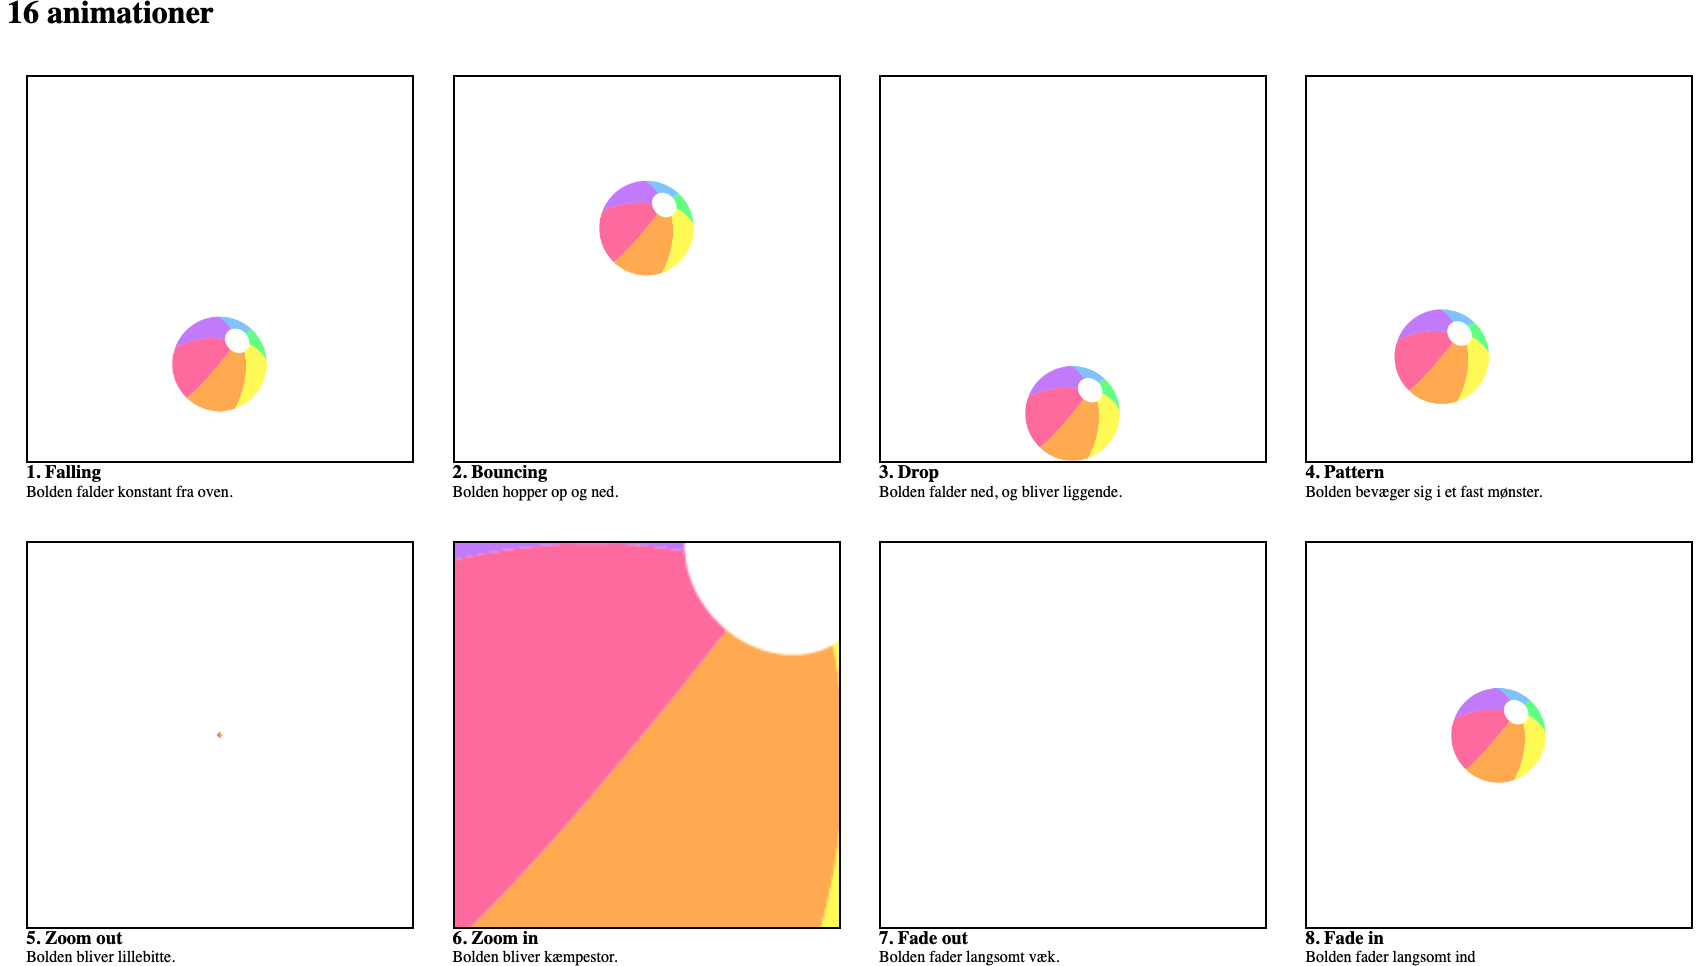 16 animationer
1. Falling
Bolden falder konstant fra oven.
2. Bouncing
Bolden hopper op og ned.
3. Drop
Bolden falder ned, og bliver liggende.
4. Pattern
Bolden bevæger sig i et fast mønster.
5. Zoom out
Bolden bliver lillebitte.
6. Zoom in
Bolden bliver kæmpestor.
7. Fade out
Bolden fader langsomt væk.
8. Fade in
Bolden fader langsomt ind